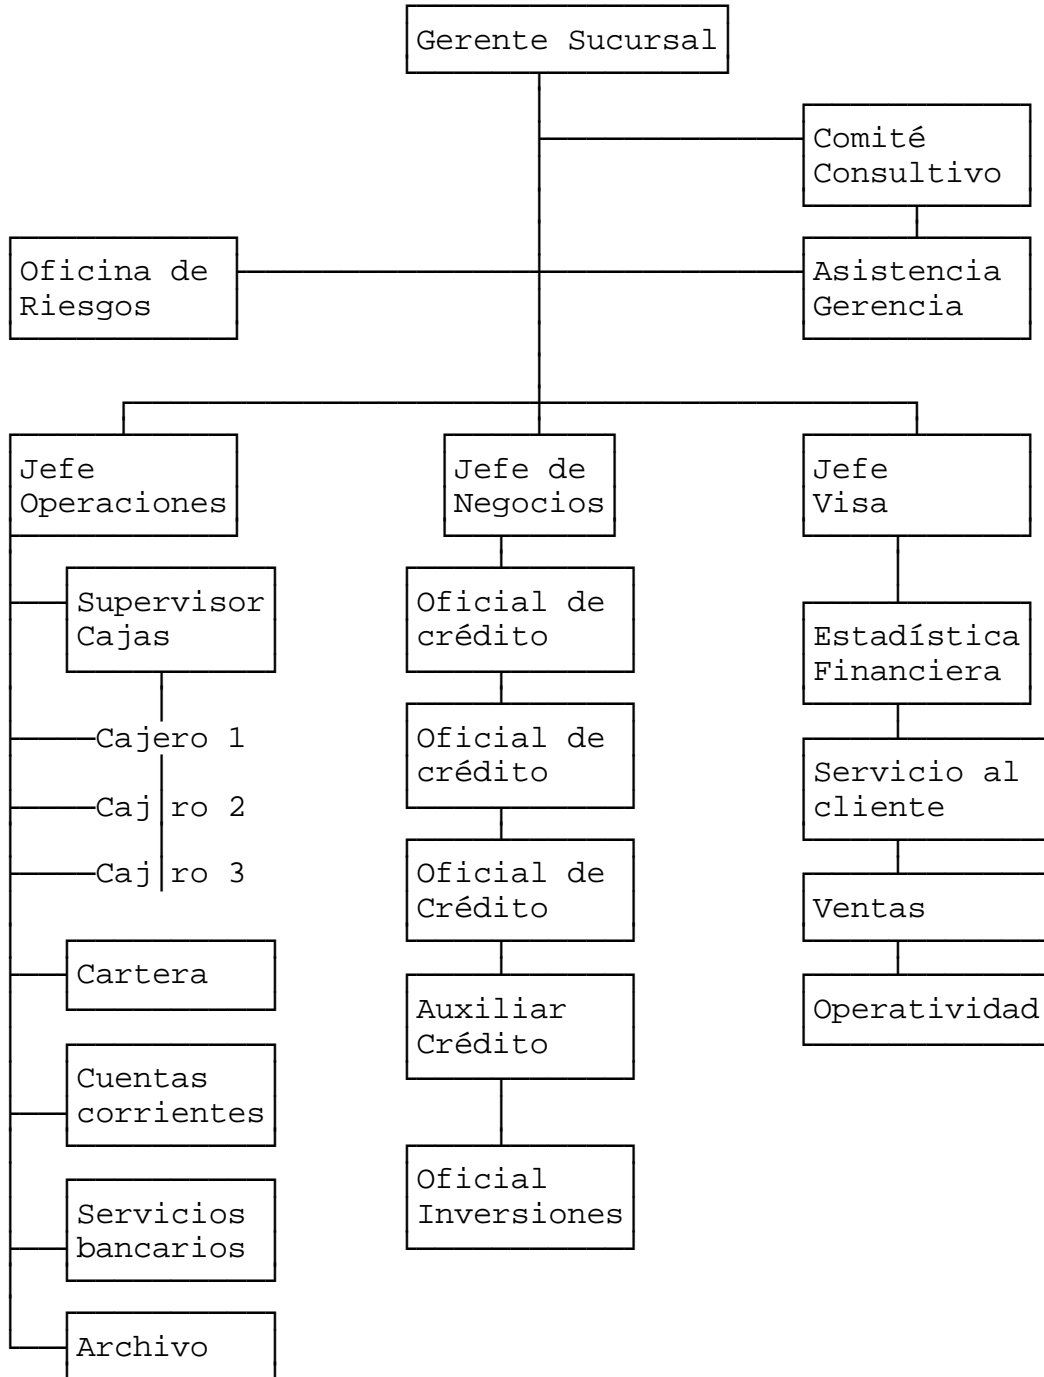 Gerente Sucursal
Comité
Consultivo
Oficina de
Riesgos
Asistencia
Gerencia
Jefe
Operaciones
Jefe de
Negocios
Jefe
Visa
Supervisor
Cajas
Cajero 1
Caj ro 2
Caj ro 3
Cartera
Cuentas
corrientes
Servicios
bancarios
Archivo
Oficial de
crédito
Oficial de
crédito
Oficial de
Crédito
Auxiliar
Crédito
Oficial
Inversiones
Estadística
Financiera
Servicio al
cliente
Ventas
Operatividad